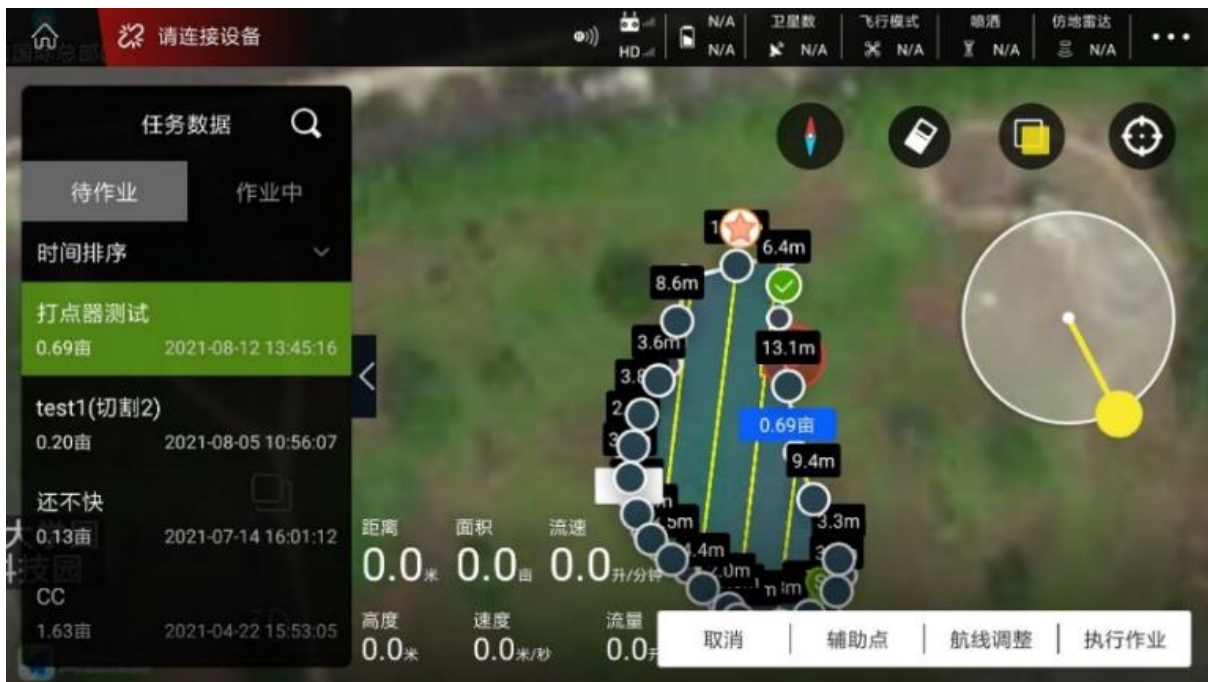 请连接设备
HD
N/A
N/A
卫星数
N/A
飞行模式
N/A
喷洒
N/A
仿地雷达
N/A
任务数据
待作业 作业中
时间排序
打点器测试
0.69亩 2021-08-12 13:45:16
test1(切割2)
0.20亩 2021-08-05 10:56:07
还不快
0.13亩 2021-07-14 16:01:12
CC
1.63亩 2021-04-22 15:53:05
6.4m
8.6m
3.6m
13.1m
0.69亩
9.4m
3.3m
距离 面积 流速
0.0米 0.0亩 0.0升/分钟
高度 速度 流量
0.0米 0.0米/秒 0.0
取消 辅助点 航线调整 执行作业